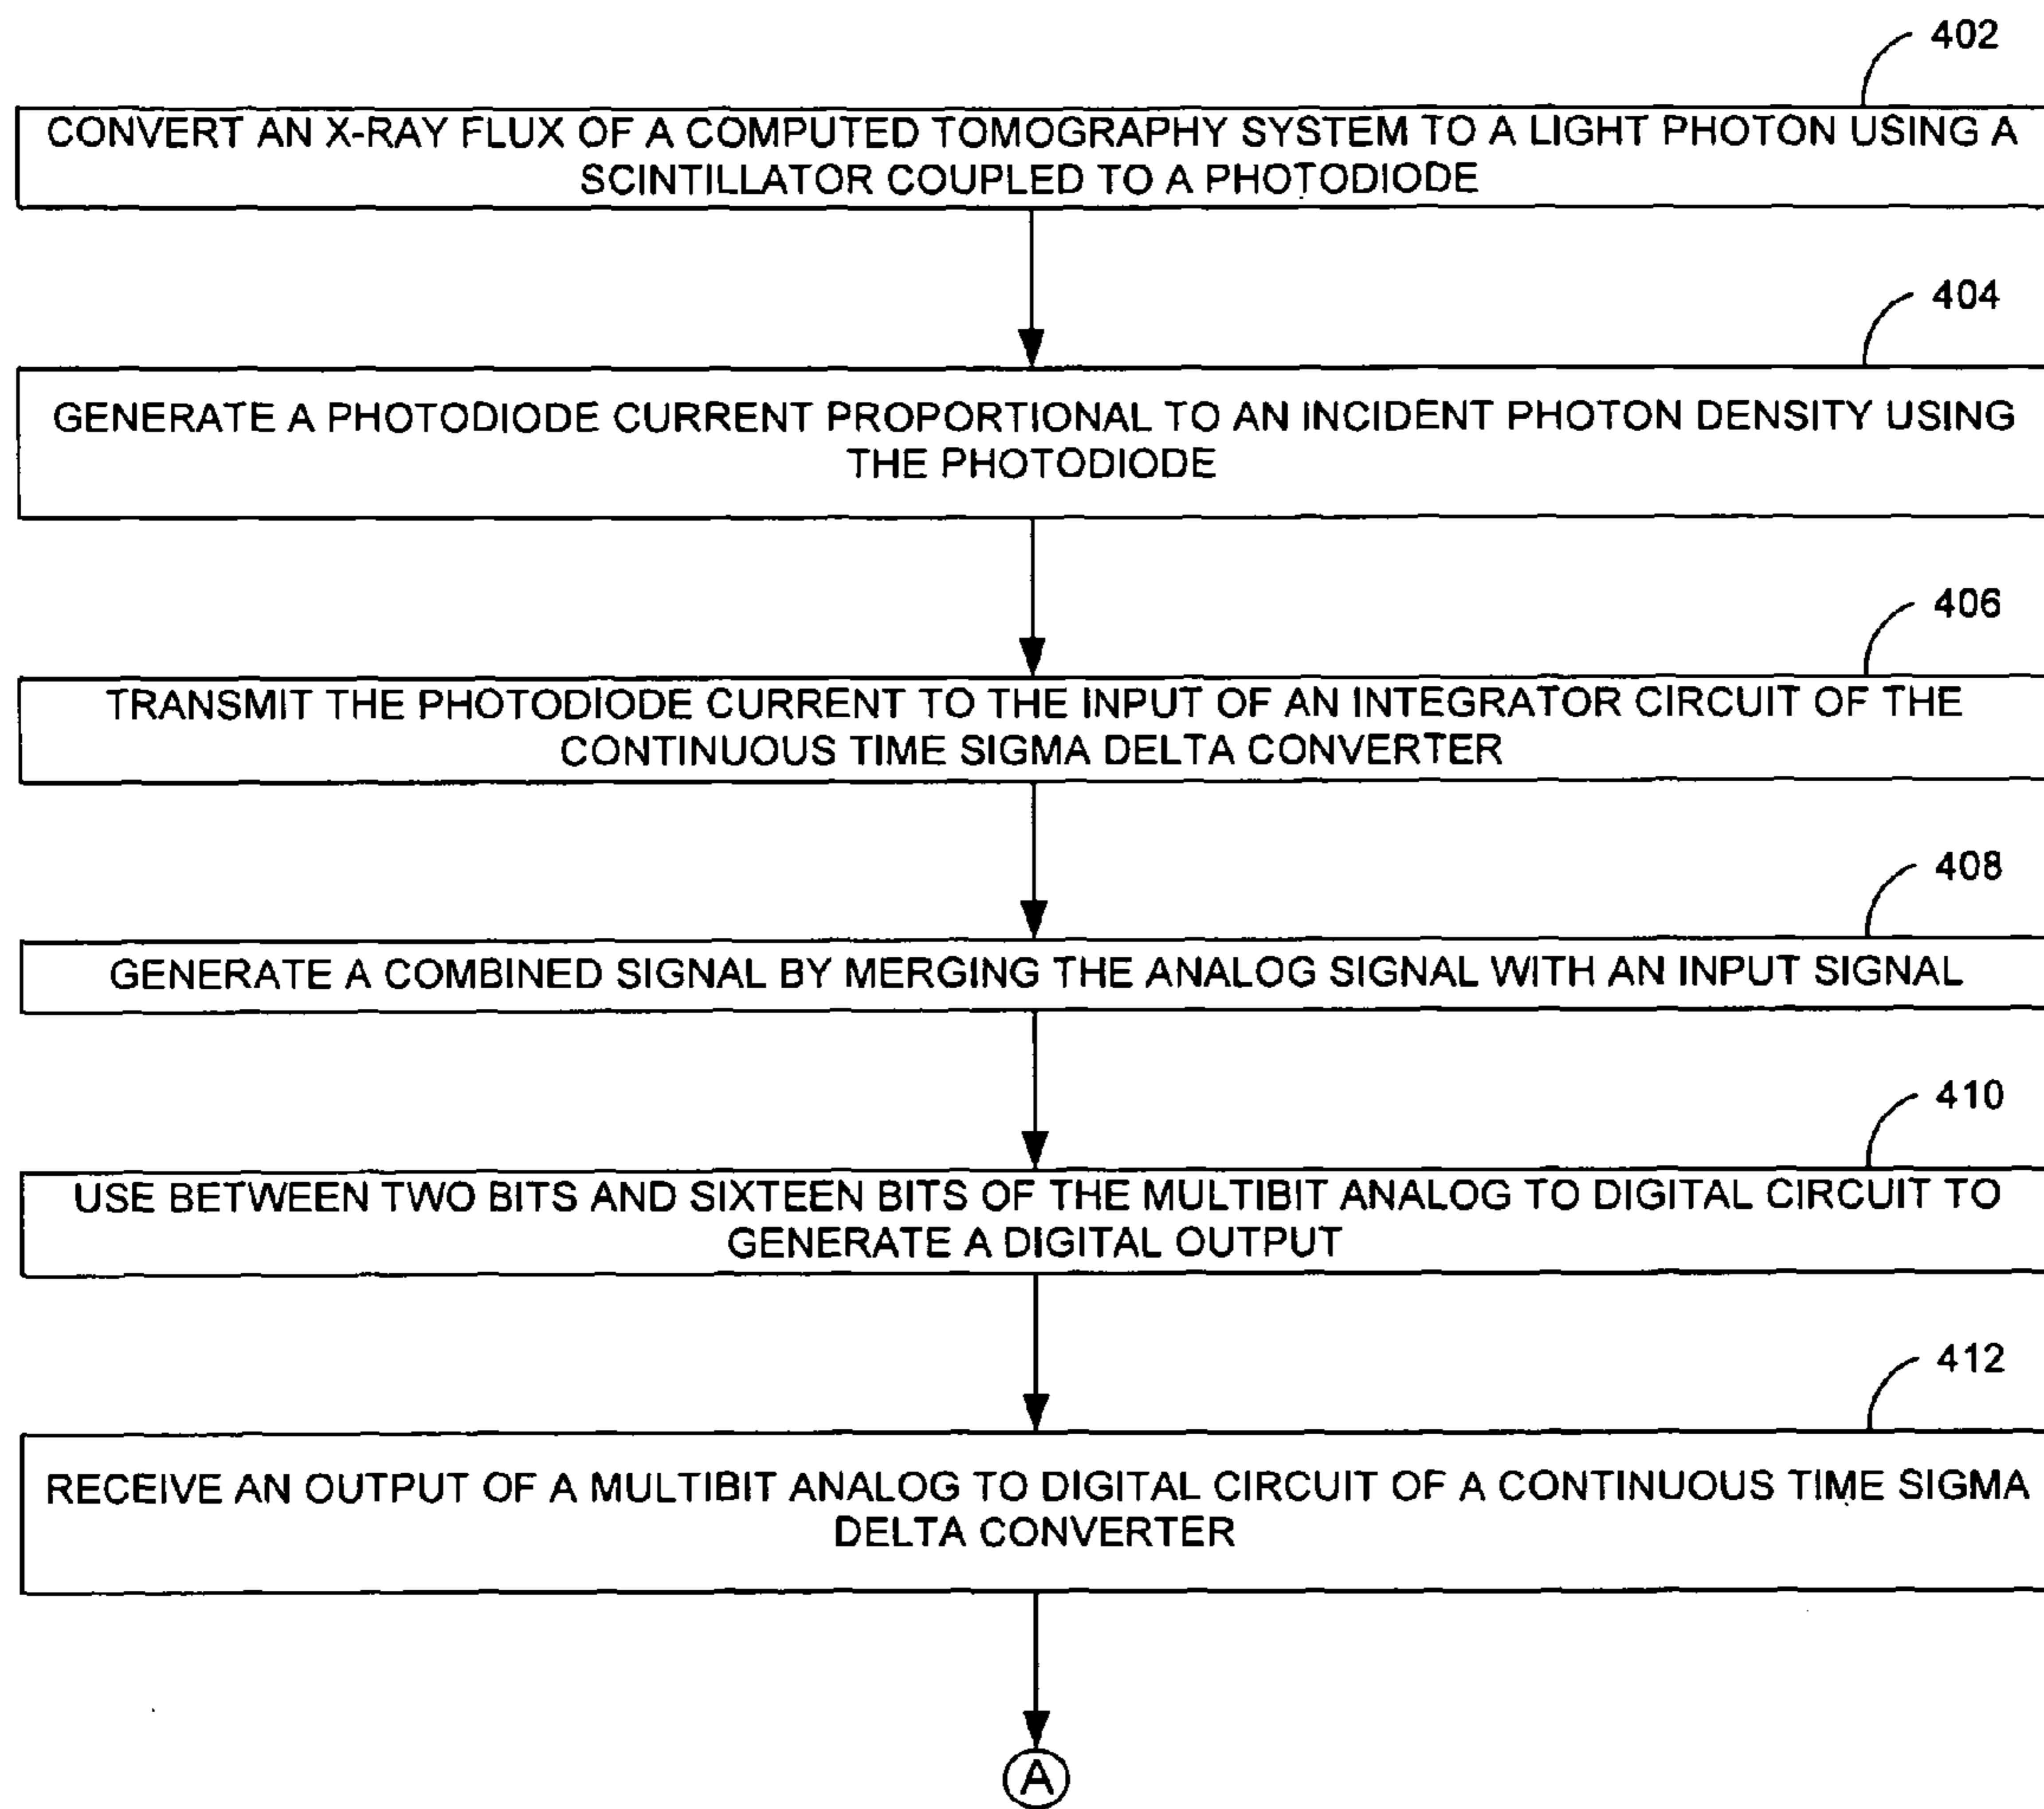 402
CONVERT AN X-RAY FLUX OF A COMPUTED TOMOGRAPHY SYSTEM TO A LIGHT PHOTON USING A
SCINTILLATOR COUPLED TO A PHOTODIODE
404
GENERATE A PHOTODIODE CURRENT PROPORTIONAL TO AN INCIDENT PHOTON DENSITY USING
THE PHOTODIODE
406
TRANSMIT THE PHOTODIODE CURRENT TO THE INPUT OF AN INTEGRATOR CIRCUIT OF THE
CONTINUOUS TIME SIGMA DELTA CONVERTER
408
GENERATE A COMBINED SIGNAL BY MERGING THE ANALOG SIGNAL WITH AN INPUT SIGNAL
410
USE BETWEEN TWO BITS AND SIXTEEN BITS OF THE MULTIBIT ANALOG TO DIGITAL CIRCUIT TO
GENERATE A DIGITAL OUTPUT
412
RECEIVE AN OUTPUT OF A MULTIBIT ANALOG TO DIGITAL CIRCUIT OF A CONTINUOUS TIME SIGMA
DELTA CONVERTER
A